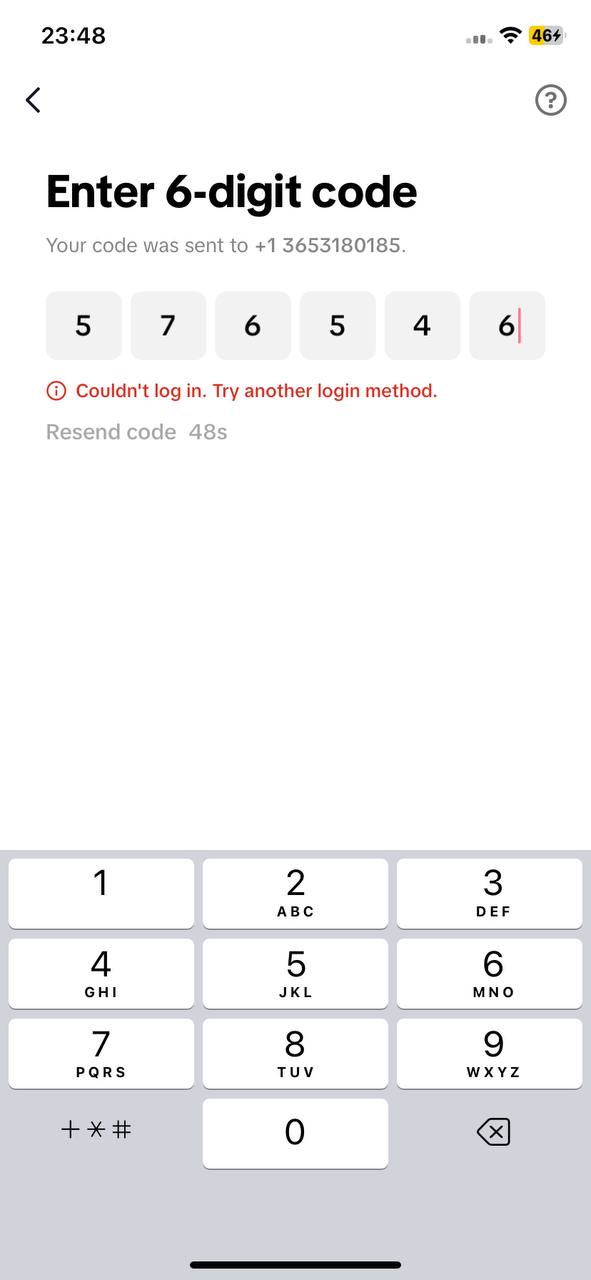 23:48
46
Enter 6-digit code
Your code was sent to +1 3653180185.
5 7 6 5 4 6
Couldn't log in. Try another login method.
Resend code 48s
1 2 3
ABC DEF
4 5 6
GHI JKL MNO
7 8 9
PQRS TUV WXYZ
+*# 0